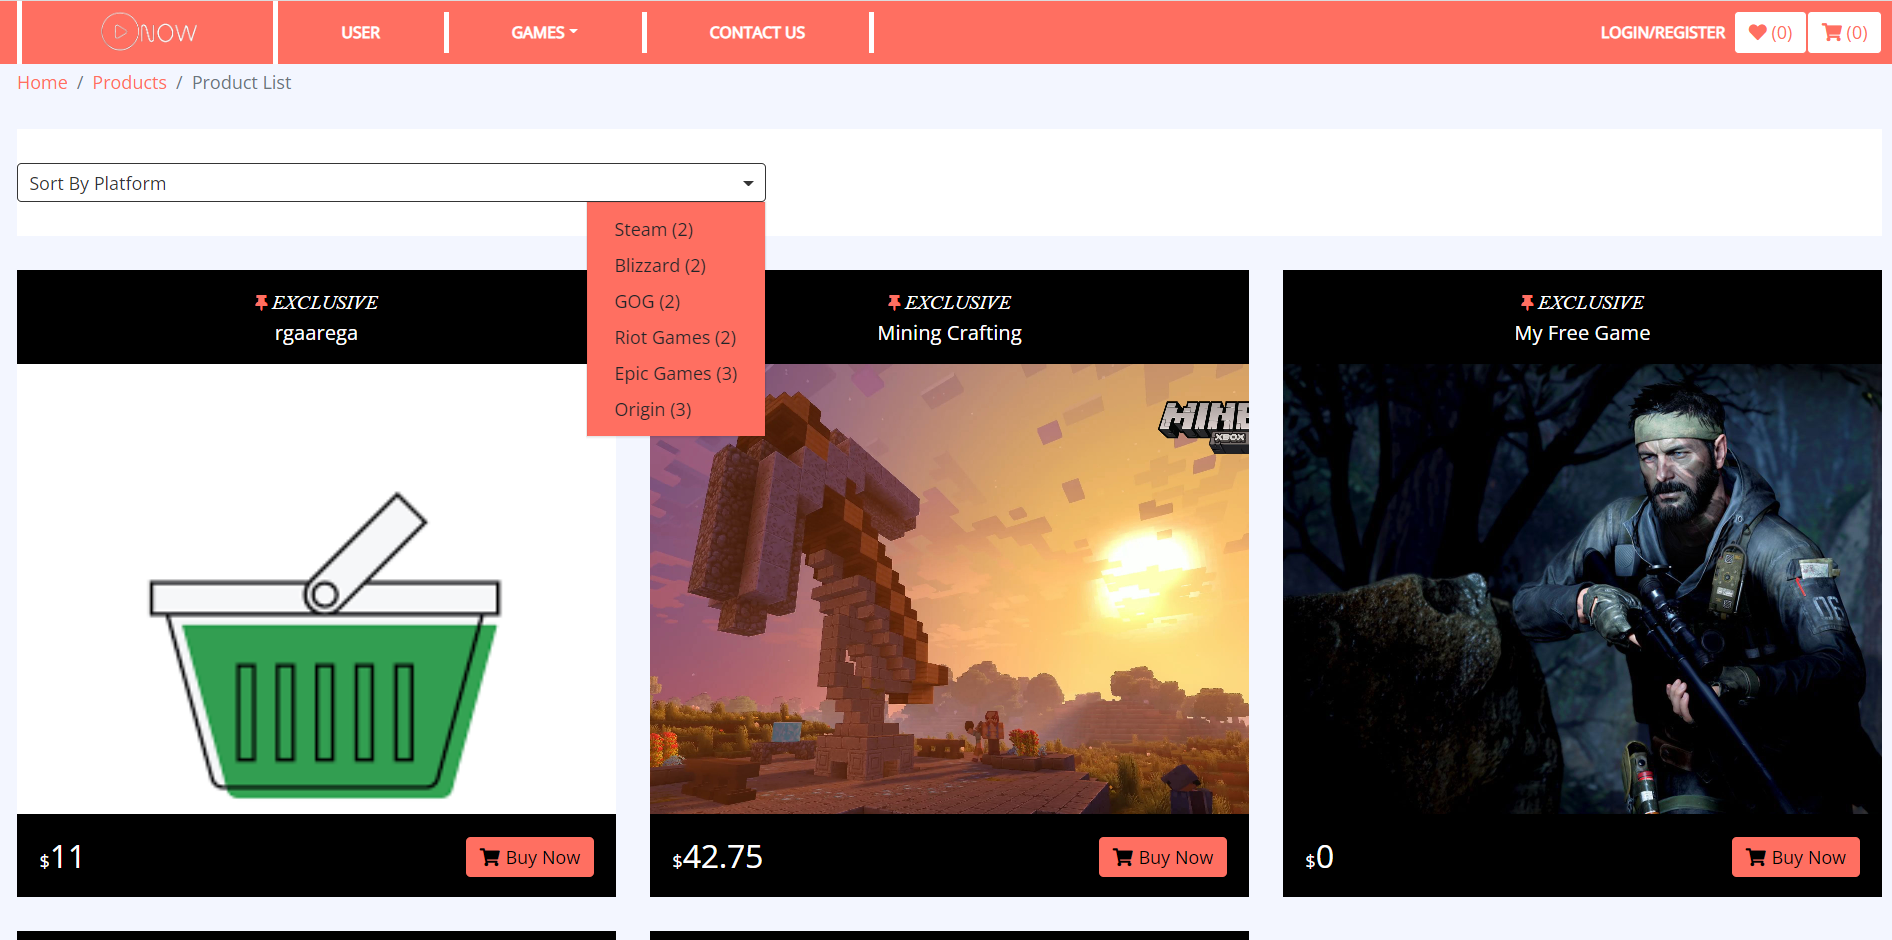 NOW
USER
GAMES
CONTACT US
LOGIN/REGISTER
(0)
(0)
Home / Products / Product List
Sort By Platform
Steam (2)
Blizzard (2)
GOG (2)
Riot Games (2)
Epic Games (3)
Origin (3)
EXCLUSIVE
rgaarega
$11
Buy Now
EXCLUSIVE
Mining Crafting
MINE
XBOX
$42.75
Buy Now
EXCLUSIVE
My Free Game
06
$0
Buy Now